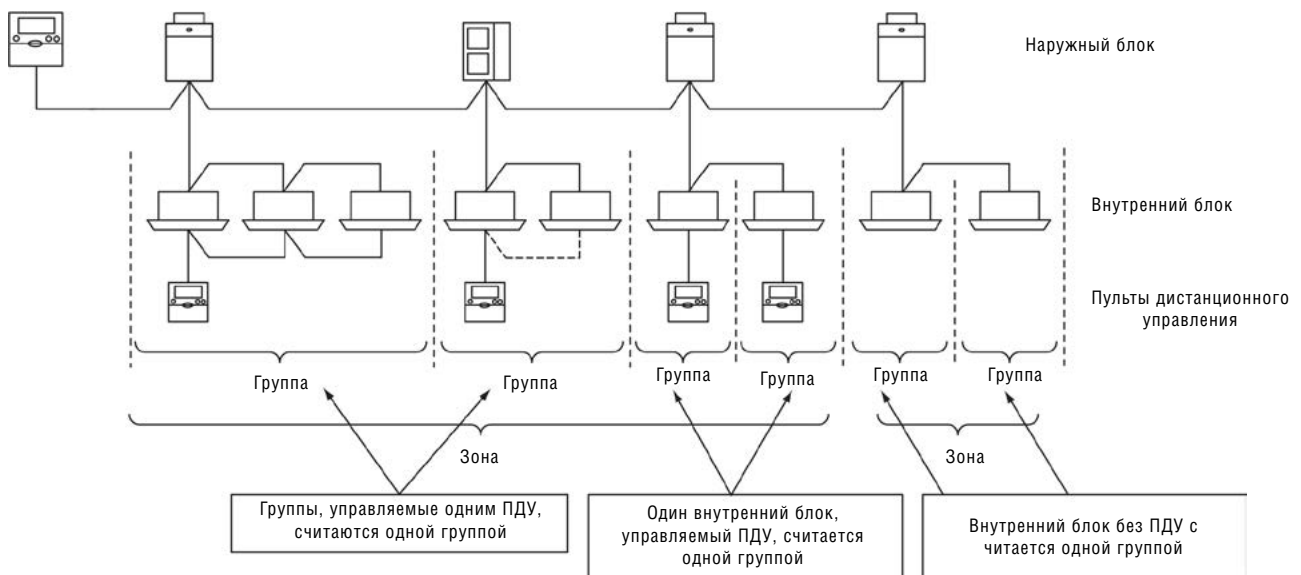 Наружный блок
Внутренний блок
Пульты дистанционного
управления
Группа
Группа
Группа
Группа
Группа
Группа
Зона
Зона
Группы, управляемые одним ПДУ,
считаются одной группой
Один внутренний блок,
управляемый ПДУ, считается
одной группой
Внутренний блок без ПДУ с
читается одной группой